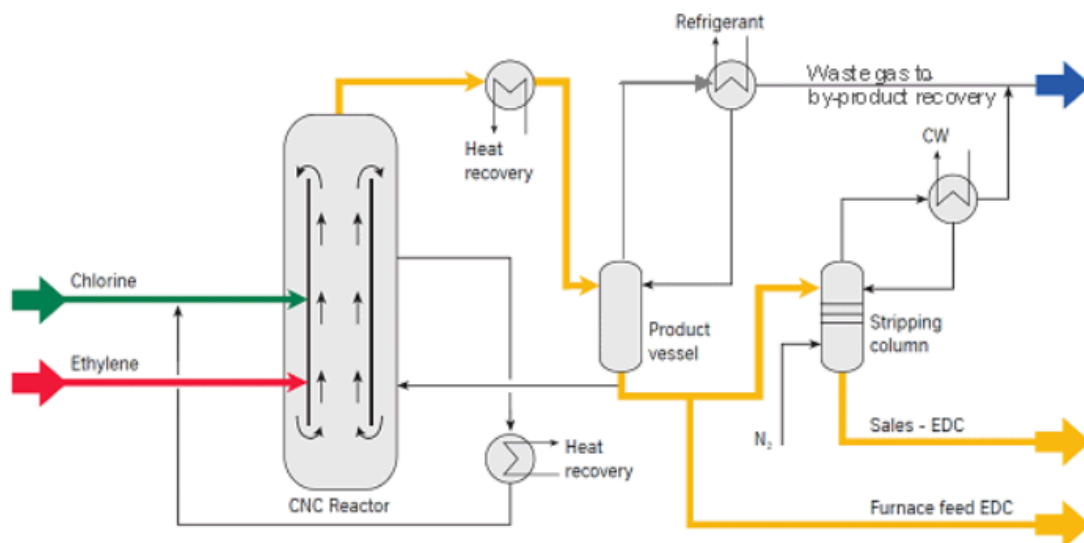 Refrigerant
Waste gas to
by-product recovery
Heat
recovery
CW
Chlorine
Ethylene
Product
vessel
Stripping
column
N₂
Sales - EDC
Heat
recovery
CNC Reactor
Furnace feed EDC